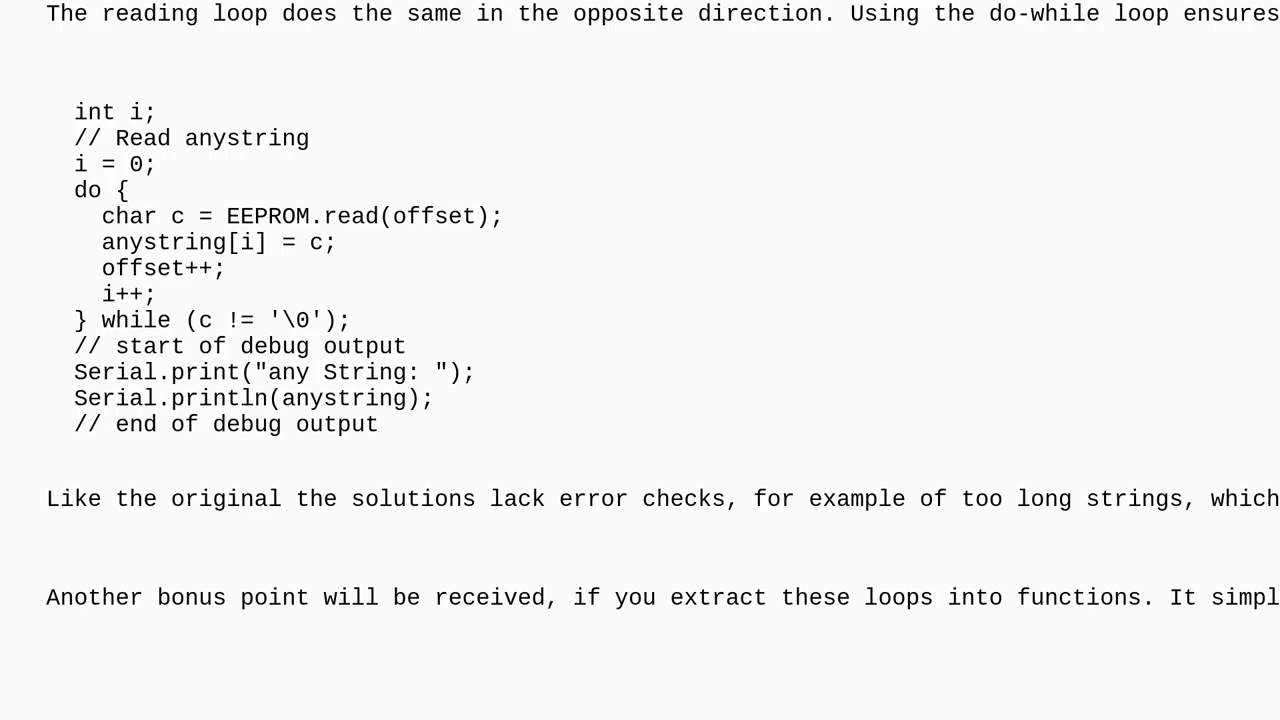 The reading loop does the same in the opposite direction. Using the do-while loop ensures
int i;
// Read anystring
i = 0;
do {
char c = EEPROM.read(offset);
anystring[i] = c;
offset++;
i++;
} while (c != '\0');
// start of debug output
Serial.print("any String: ");
Serial.println(anystring);
// end of debug output
Like the original the solutions lack error checks, for example of too long strings, which
Another bonus point will be received, if you extract these loops into functions. It simpl